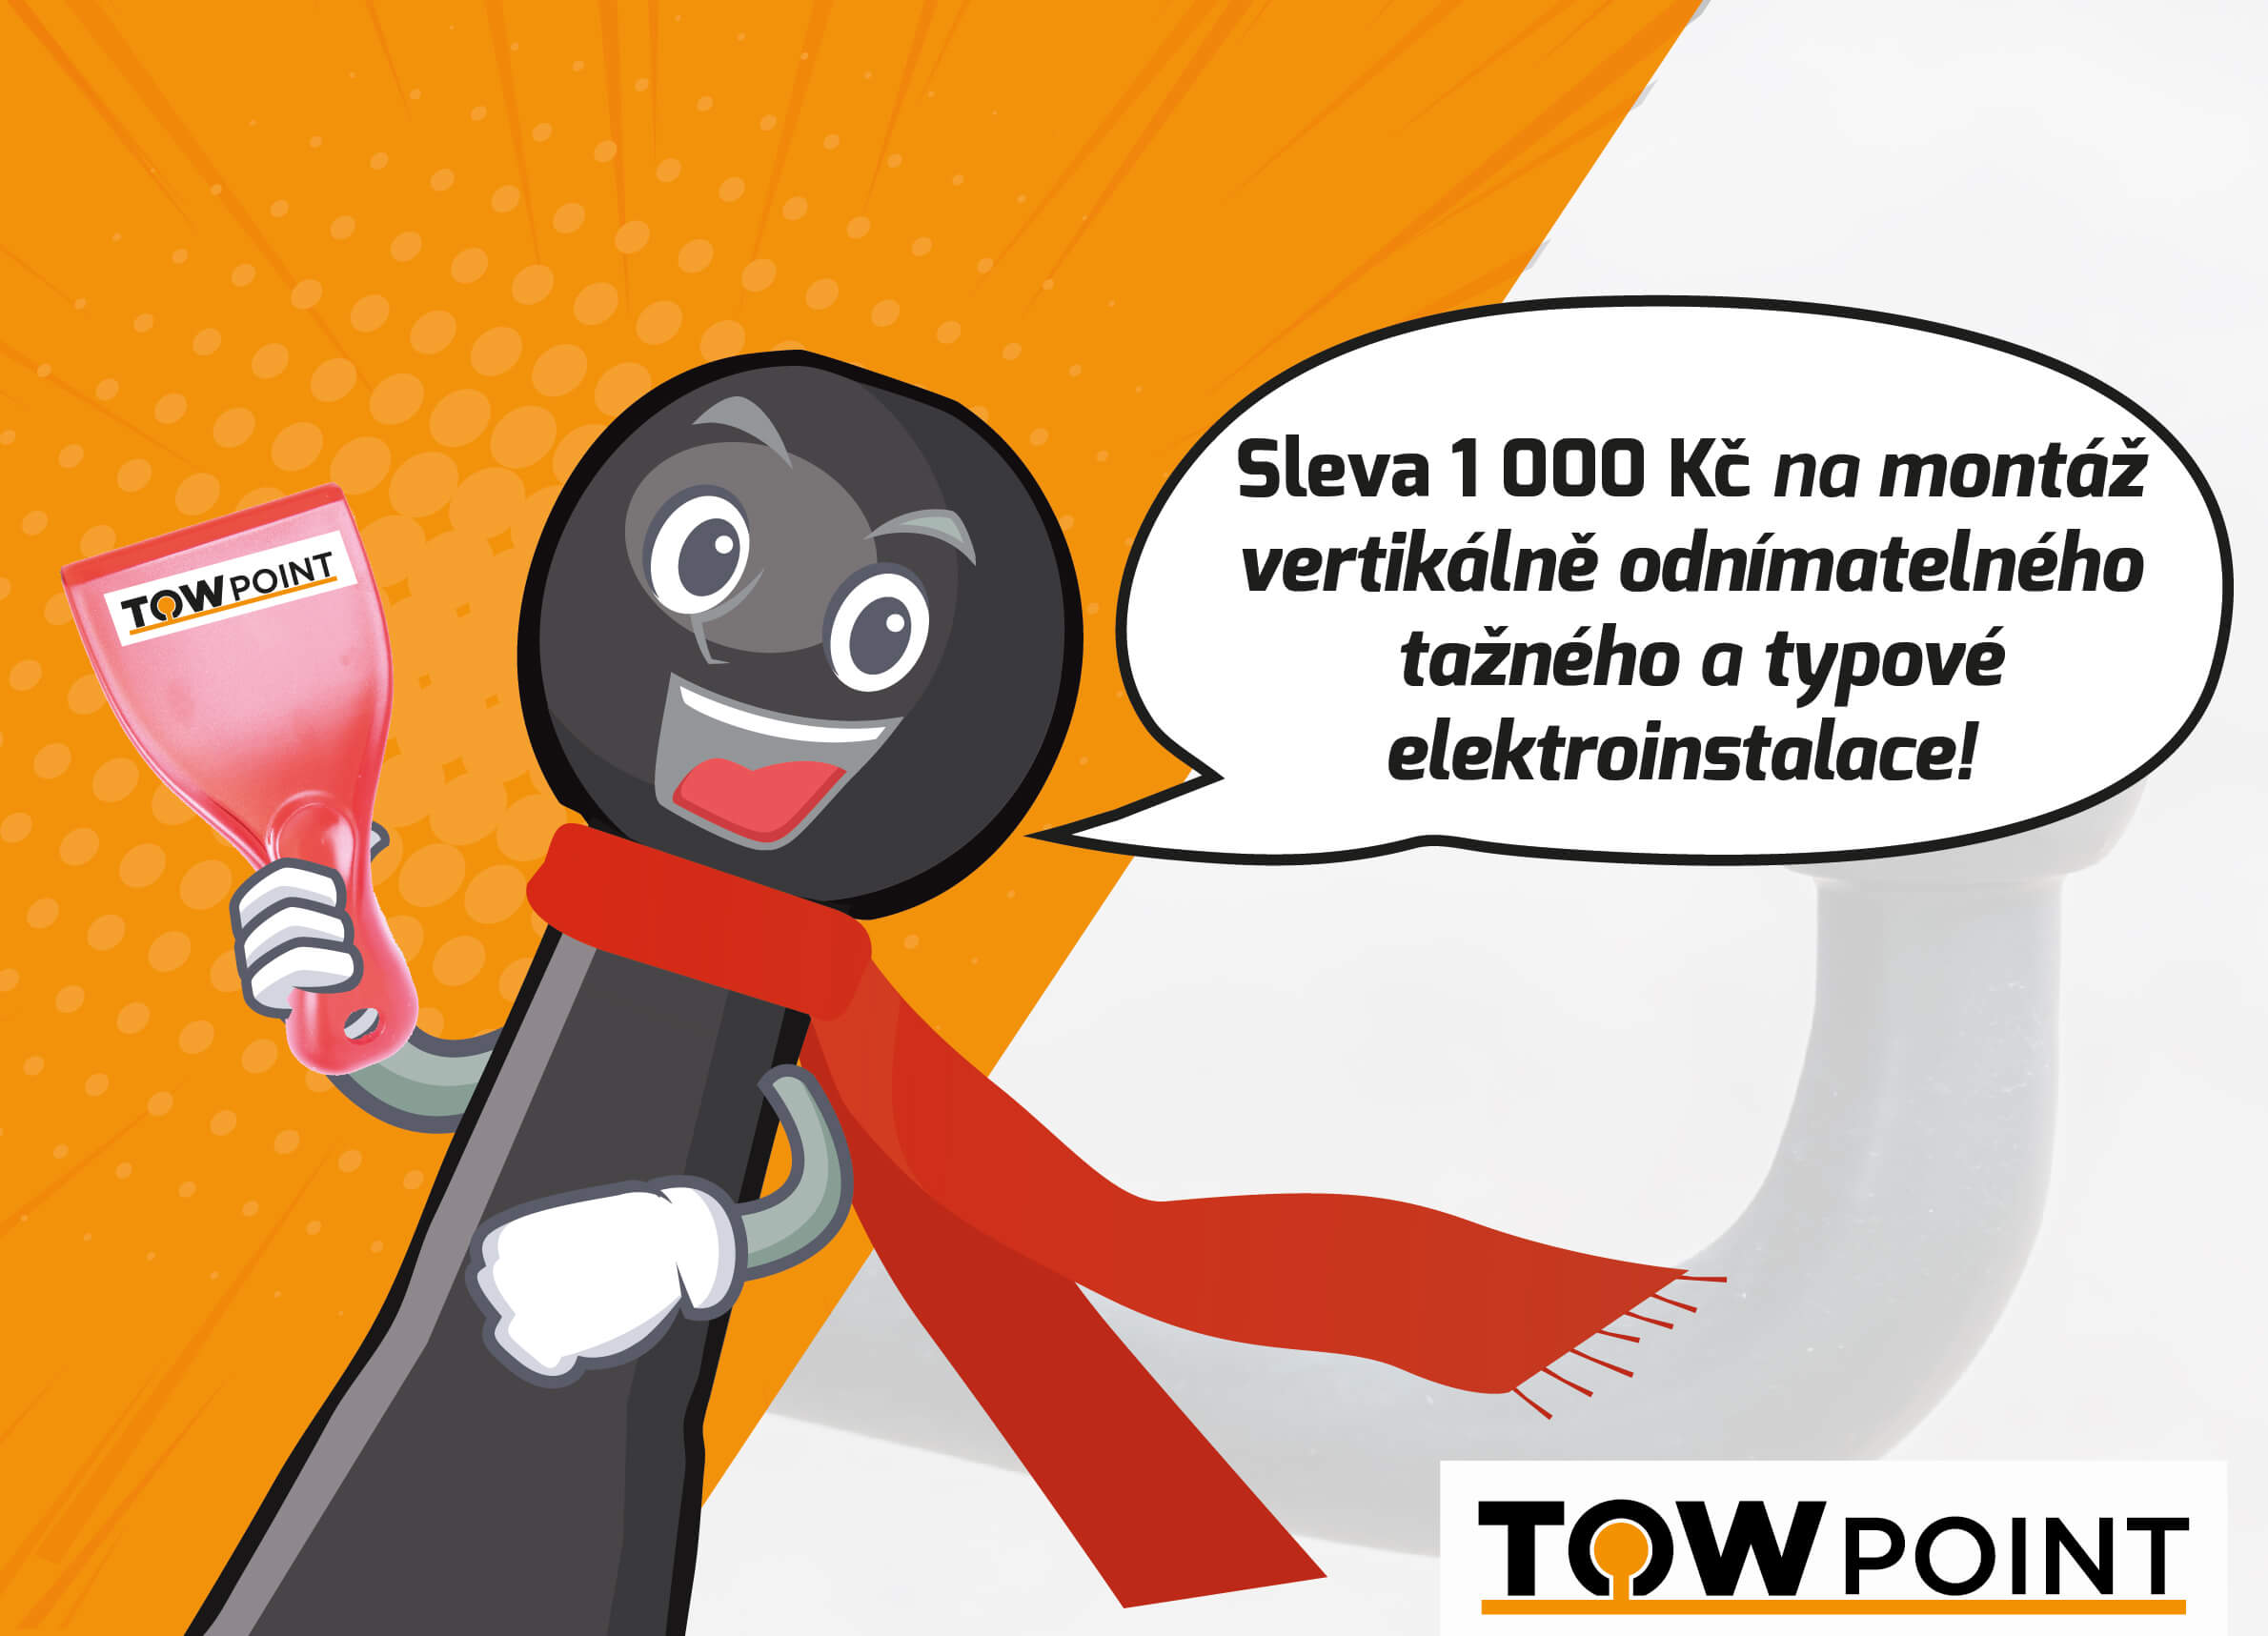 TOWPOINT
Sleva 1 000 Kč na montáž
vertikálně odnímatelného
tažného a typové
elektroinstalace!
TOWPOINT